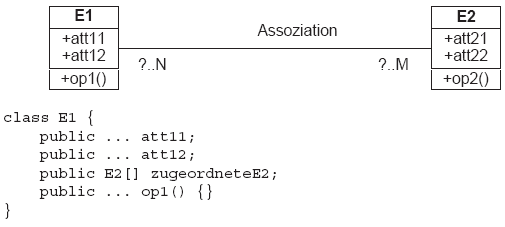 E1
+att11
+att12
+op1()
Assoziation
?..N
?..M
E2
+att21
+att22
+op2()
class E1 {
public ... att11;
public ... att12;
public E2[] zugeordneteE2;
public ... op1() {}
}